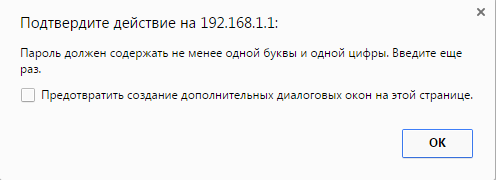 Подтвердите действие на 192.168.1.1:
Пароль должен содержать не менее одной буквы и одной цифры. Введите еще
раз.
Предотвратить создание дополнительных диалоговых окон на этой странице.
ОК